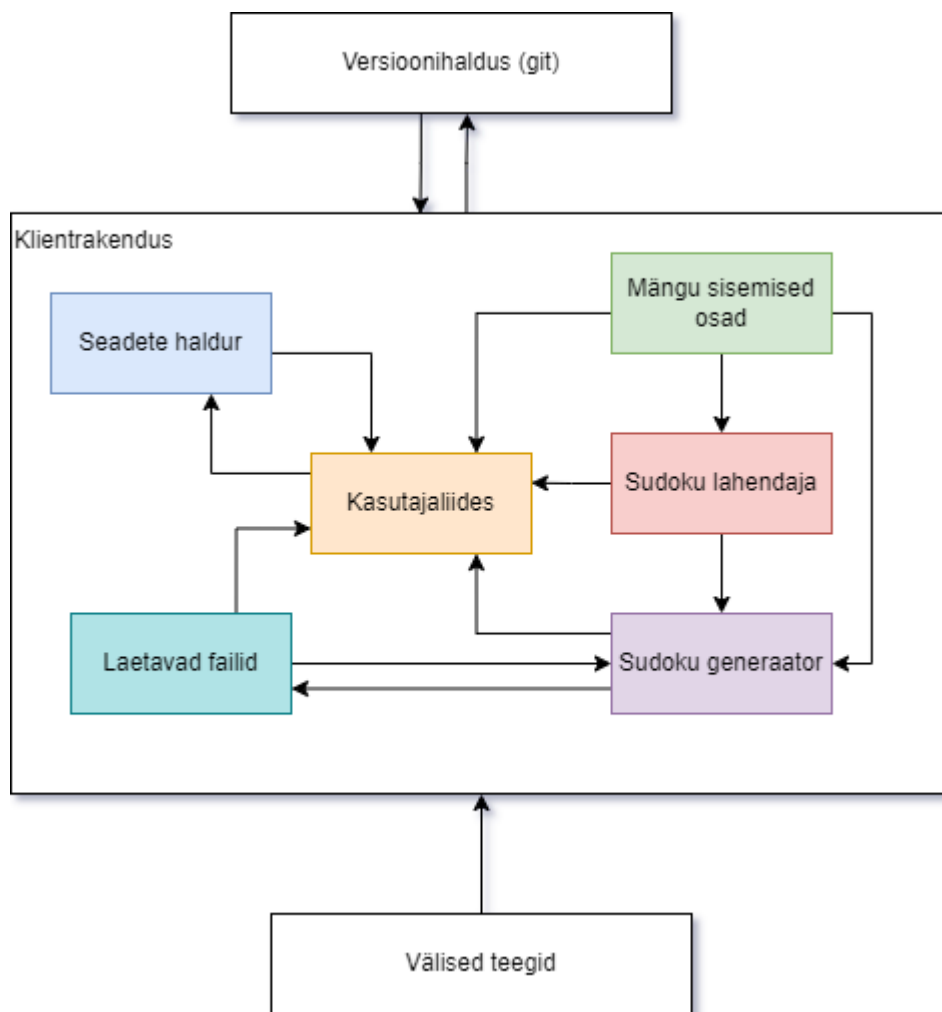 Versioonihaldus (git)
Klientrakendus
Mängu sisemised
osad
Seadete haldur
Sudoku lahendaja
Kasutajaliides
Laetavad failid
Sudoku generaator
Välised teegid